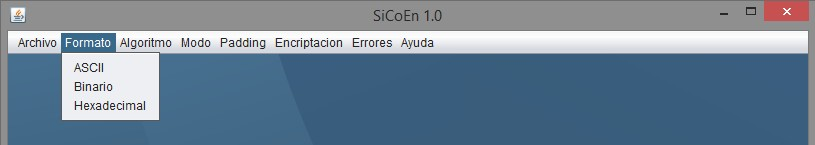 SiCoEn 1.0
Archivo Formato Algoritmo Modo Padding Encriptacion Errores Ayuda
ASCII
Binario
Hexadecimal